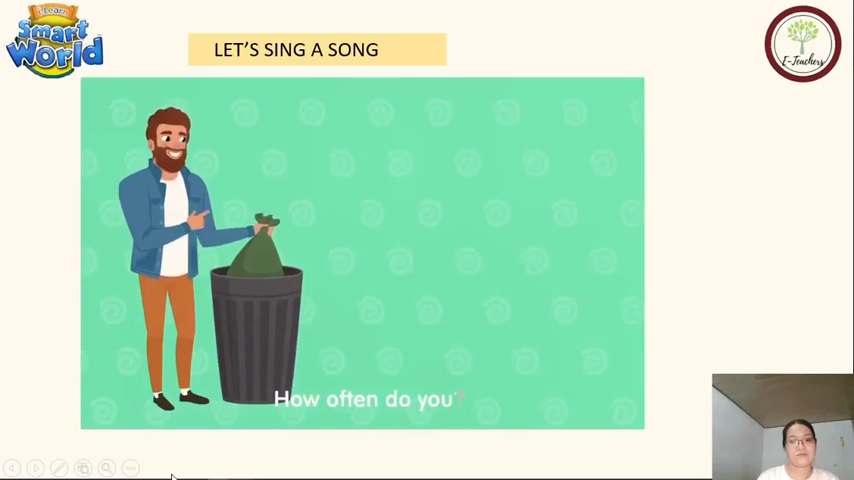 i Learn
Smart
World
LET'S SING A SONG
E-Teachers
How often do you?